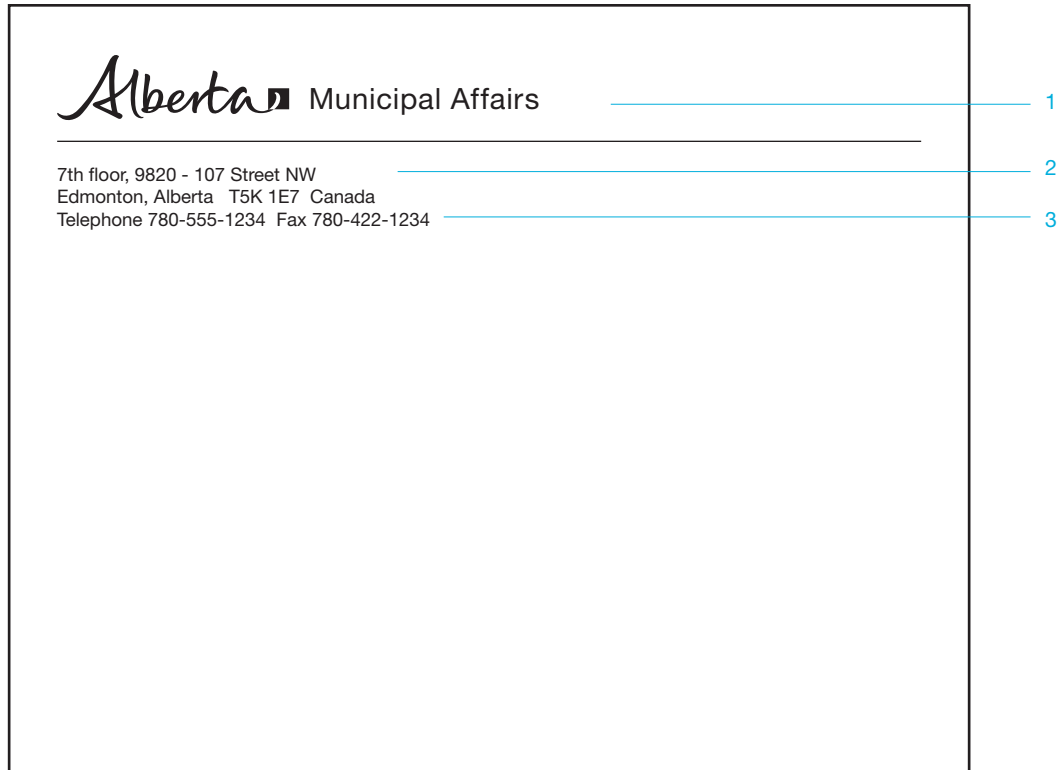 Alberta Municipal Affairs 1
7th floor, 9820 - 107 Street NW 2
Edmonton, Alberta T5K 1E7 Canada
Telephone 780-555-1234 Fax 780-422-1234 3